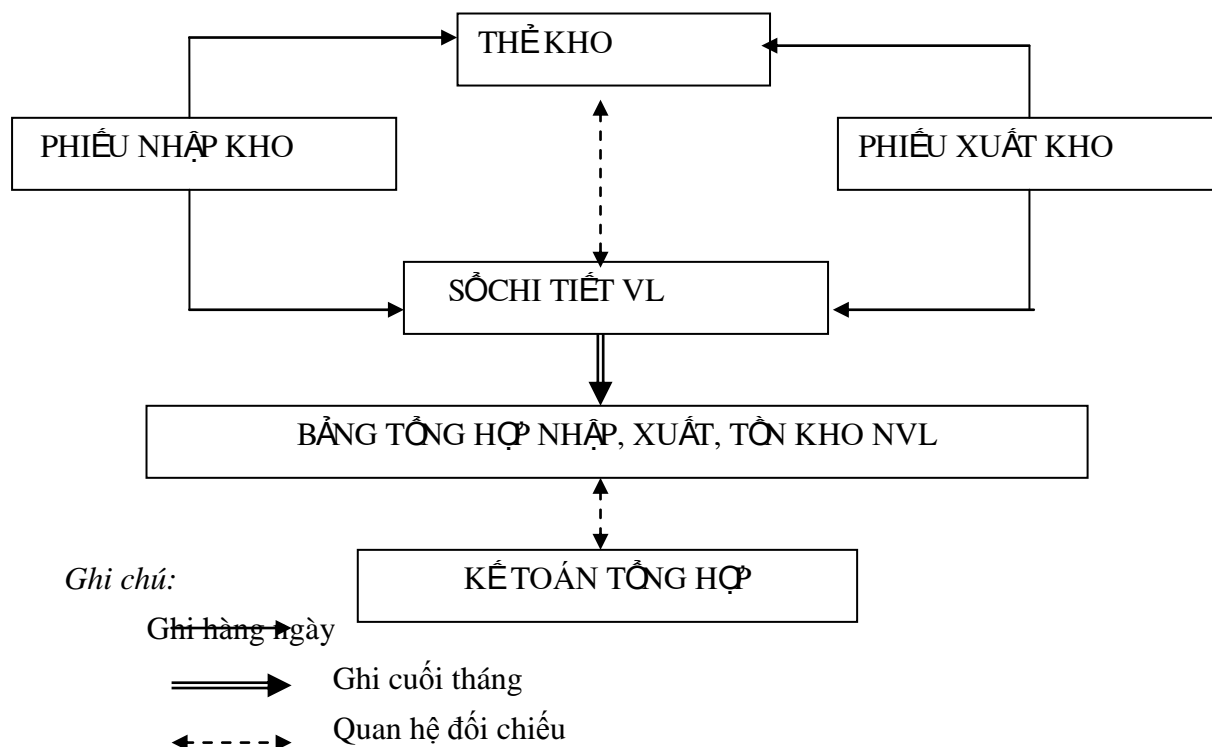 THẺ KHO
PHIẾU NHẬP KHO
PHIẾU XUẤT KHO
SỔ CHI TIẾT VL
BẢNG TỔNG HỢP NHẬP, XUẤT, TỒN KHO NVL
KẾ TOÁN TỔNG HỢP
Ghi chú:
Ghi hàng ngày
Ghi cuối tháng
Quan hệ đối chiếu